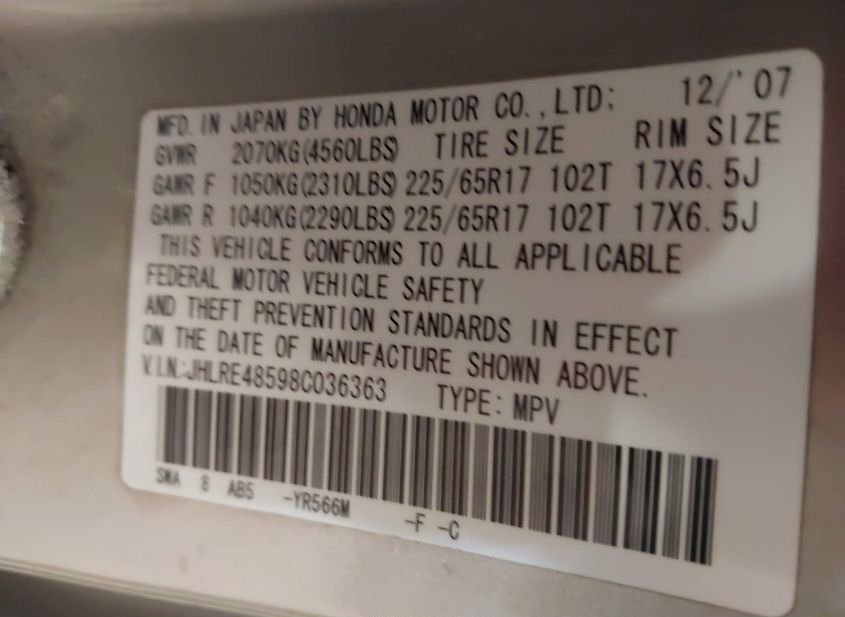 MFD. IN JAPAN BY HONDA MOTOR CO.,LTD: 12/'07
GVWR 2070KG(4560LBS) TIRE SIZE RIM SIZE
GAWR F 1050KG(2310LBS) 225/65R17 102T 17X6.5J
GAWR R 1040KG(2290LBS) 225/65R17 102T 17X6.5J
THIS VEHICLE CONFORMS TO ALL APPLICABLE
FEDERAL MOTOR VEHICLE SAFETY
AND THEFT PREVENTION STANDARDS IN EFFECT
ON THE DATE OF MANUFACTURE SHOWN ABOVE.
V.I.N.:JHLRE48598C036363 TYPE: MPV
SWA 8 AB5 -YR566M -F -C